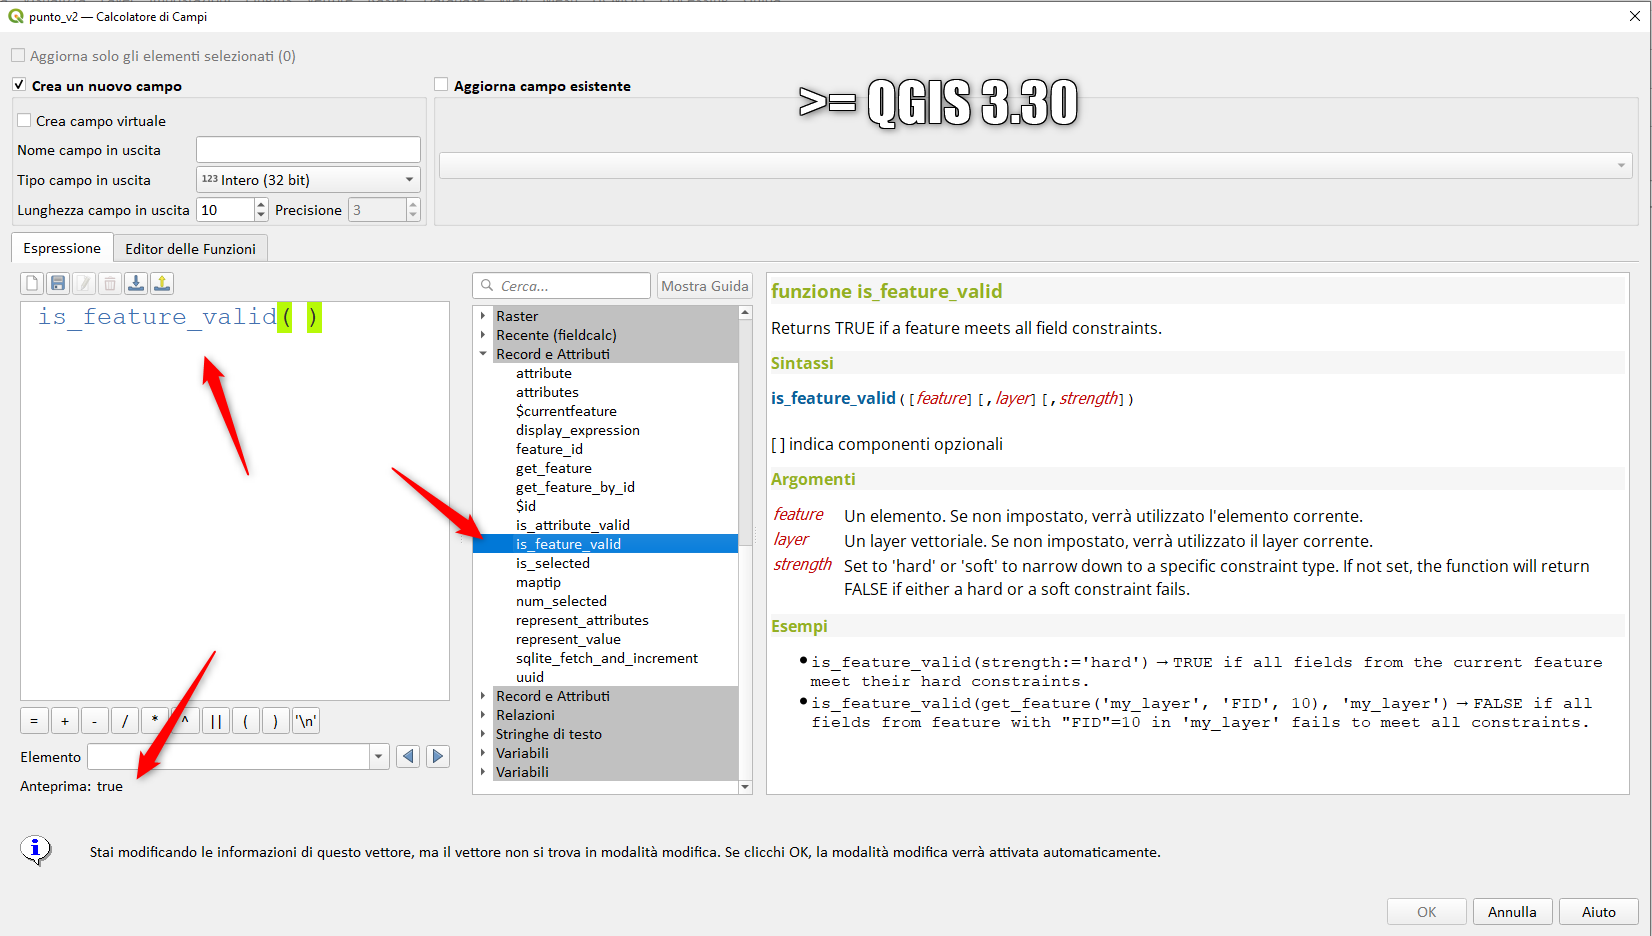 punto_v2 — Calcolatore di Campi
Aggiorna solo gli elementi selezionati (0)
Crea un nuovo campo
Aggiorna campo esistente
>= QGIS 3.30
Crea campo virtuale
Nome campo in uscita
Tipo campo in uscita
123 Intero (32 bit)
Lunghezza campo in uscita
10
Precisione
3
Espressione
Editor delle Funzioni
is_feature_valid( )
= + - / * ^ || ( ) '\n'
Elemento
Anteprima: true
Cerca...
Mostra Guida
Raster
Recente (fieldcalc)
Record e Attributi
attribute
attributes
$currentfeature
display_expression
feature_id
get_feature
get_feature_by_id
$id
is_attribute_valid
is_feature_valid
is_selected
maptip
num_selected
represent_attributes
represent_value
sqlite_fetch_and_increment
uuid
Record e Attributi
Relazioni
Stringhe di testo
Variabili
Variabili
funzione is_feature_valid
Returns TRUE if a feature meets all field constraints.
Sintassi
is_feature_valid([feature][,layer][,strength])
[ ] indica componenti opzionali
Argomenti
feature Un elemento. Se non impostato, verrà utilizzato l'elemento corrente.
layer Un layer vettoriale. Se non impostato, verrà utilizzato il layer corrente.
strength Set to 'hard' or 'soft' to narrow down to a specific constraint type. If not set, the function will return
FALSE if either a hard or a soft constraint fails.
Esempi
is_feature_valid(strength:='hard') → TRUE if all fields from the current feature
meet their hard constraints.
is_feature_valid(get_feature('my_layer', 'FID', 10), 'my_layer') → FALSE if all
fields from feature with "FID"=10 in 'my_layer' fails to meet all constraints.
Stai modificando le informazioni di questo vettore, ma il vettore non si trova in modalità modifica. Se clicchi OK, la modalità modifica verrà attivata automaticamente.
OK
Annulla
Aiuto